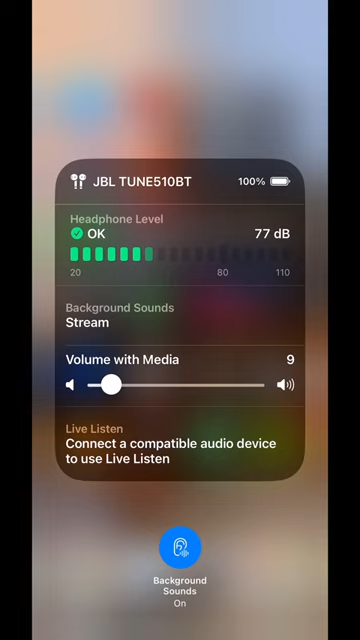 JBL TUNE510BT 100%
Headphone Level
OK 77 dB
20 80 110
Background Sounds
Stream
Volume with Media 9
Live Listen
Connect a compatible audio device
to use Live Listen
Background
Sounds
On